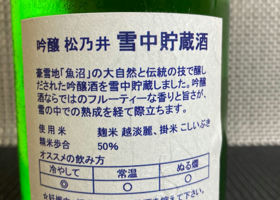 吟醸 松乃井 雪中貯蔵酒
豪雪地「魚沼」の大自然と伝統の技で醸し
だされた吟醸酒を雪中貯蔵しました。吟醸
酒ならではのフルーティーな香りと旨さが、
雪の中での熟成を経て際立ちます。
使用米 麹米 越淡麗、掛米 こしいぶき
精米歩合 50%
オススメの飲み方
冷やして 常温 ぬる燗
◎ ○ ○